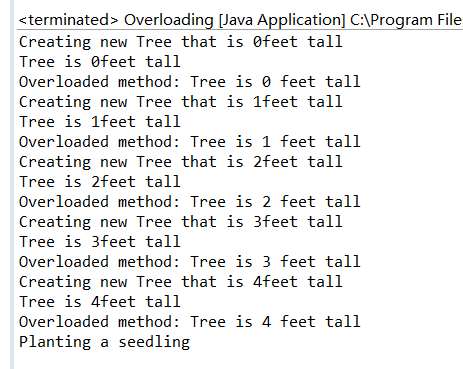 <terminated> Overloading [Java Application] C:\Program File
Creating new Tree that is 0feet tall
Tree is 0feet tall
Overloaded method: Tree is 0 feet tall
Creating new Tree that is 1feet tall
Tree is 1feet tall
Overloaded method: Tree is 1 feet tall
Creating new Tree that is 2feet tall
Tree is 2feet tall
Overloaded method: Tree is 2 feet tall
Creating new Tree that is 3feet tall
Tree is 3feet tall
Overloaded method: Tree is 3 feet tall
Creating new Tree that is 4feet tall
Tree is 4feet tall
Overloaded method: Tree is 4 feet tall
Planting a seedling